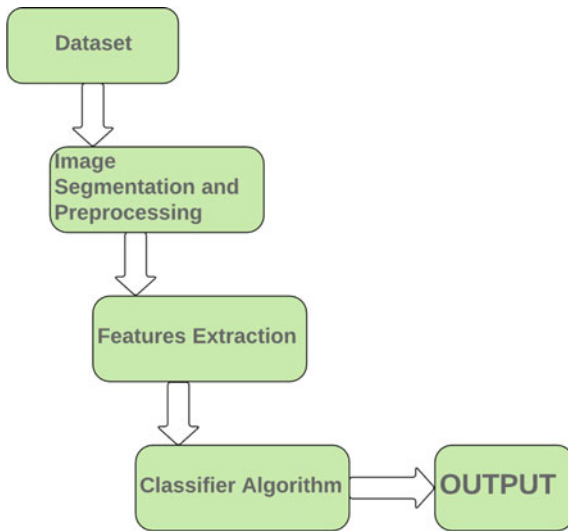 Dataset
Image
Segmentation and
Preprocessing
Features Extraction
Classifier Algorithm
OUTPUT